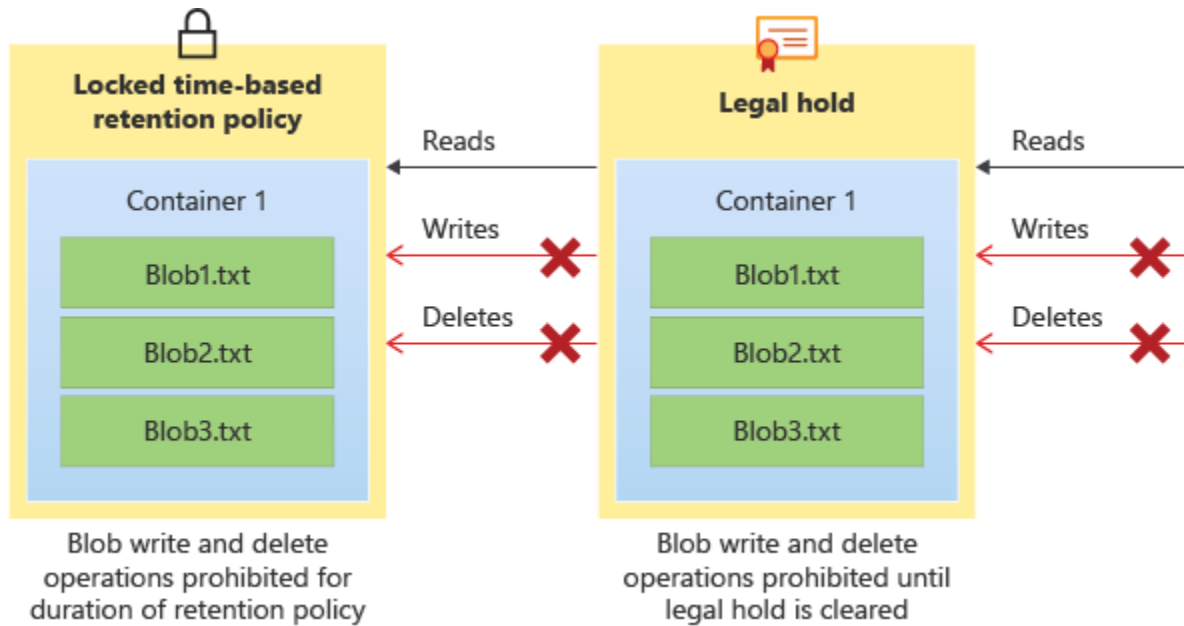 Locked time-based
retention policy
Container 1
Blob1.txt
Blob2.txt
Blob3.txt
Blob write and delete
operations prohibited for
duration of retention policy
Reads
Writes
Deletes
Legal hold
Container 1
Blob1.txt
Blob2.txt
Blob3.txt
Blob write and delete
operations prohibited until
legal hold is cleared
Reads
Writes
Deletes